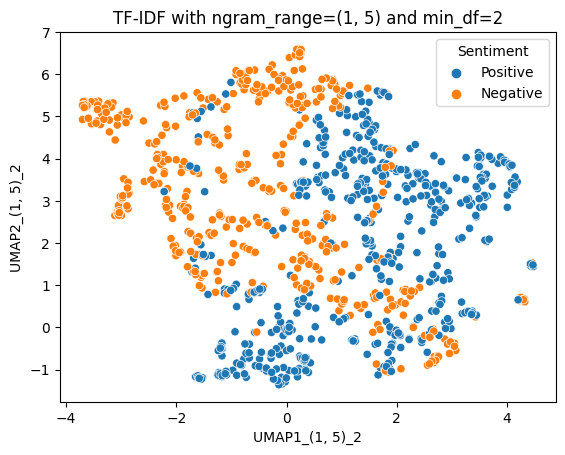 TF-IDF with ngram_range=(1, 5) and min_df=2
Sentiment
Positive
Negative
UMAP2_(1, 5)_2
7
6
5
4
3
2
1
0
−1
−4
−2
0
2
4
UMAP1_(1, 5)_2